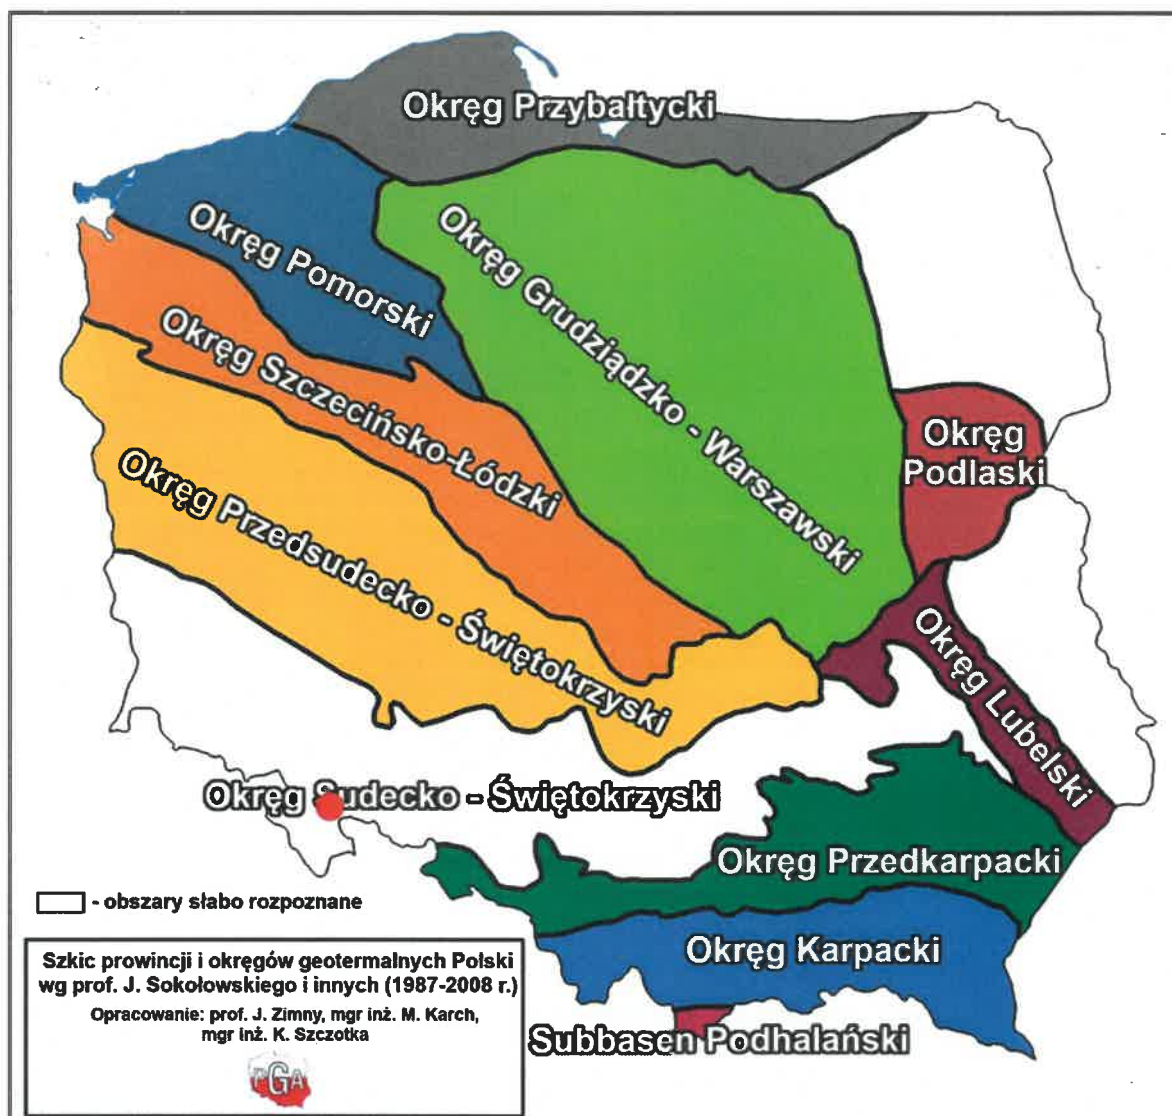 Okręg Przybałtycki
Okręg Pomorski
Okręg Grudziądzko - Warszawski
Okręg Szczecińsko-Łódzki
Okręg
Podlaski
Okręg Przedsudecko - Świętokrzyski
Okręg Lubelski
Okręg Sudecko - Świętokrzyski
Okręg Przedkarpacki
- obszary słabo rozpoznane
Okręg Karpacki
Szkic prowincji i okręgów geotermalnych Polski
wg prof. J. Sokołowskiego i innych (1987-2008 r.)
Opracowanie: prof. J. Zimny, mgr inż. M. Karch,
mgr inż. K. Szczotka
PGA
Subbasen Podhalański